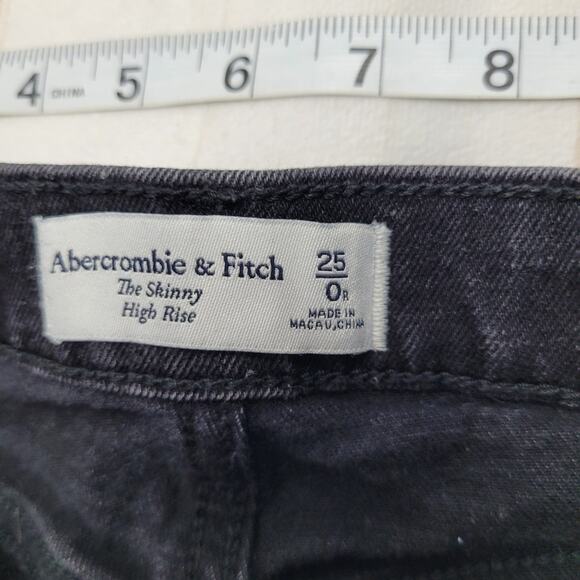 4 CHINA 5 6 7 8
Abercrombie & Fitch
The Skinny
High Rise
25
0R
MADE IN
MACAU, CHINA